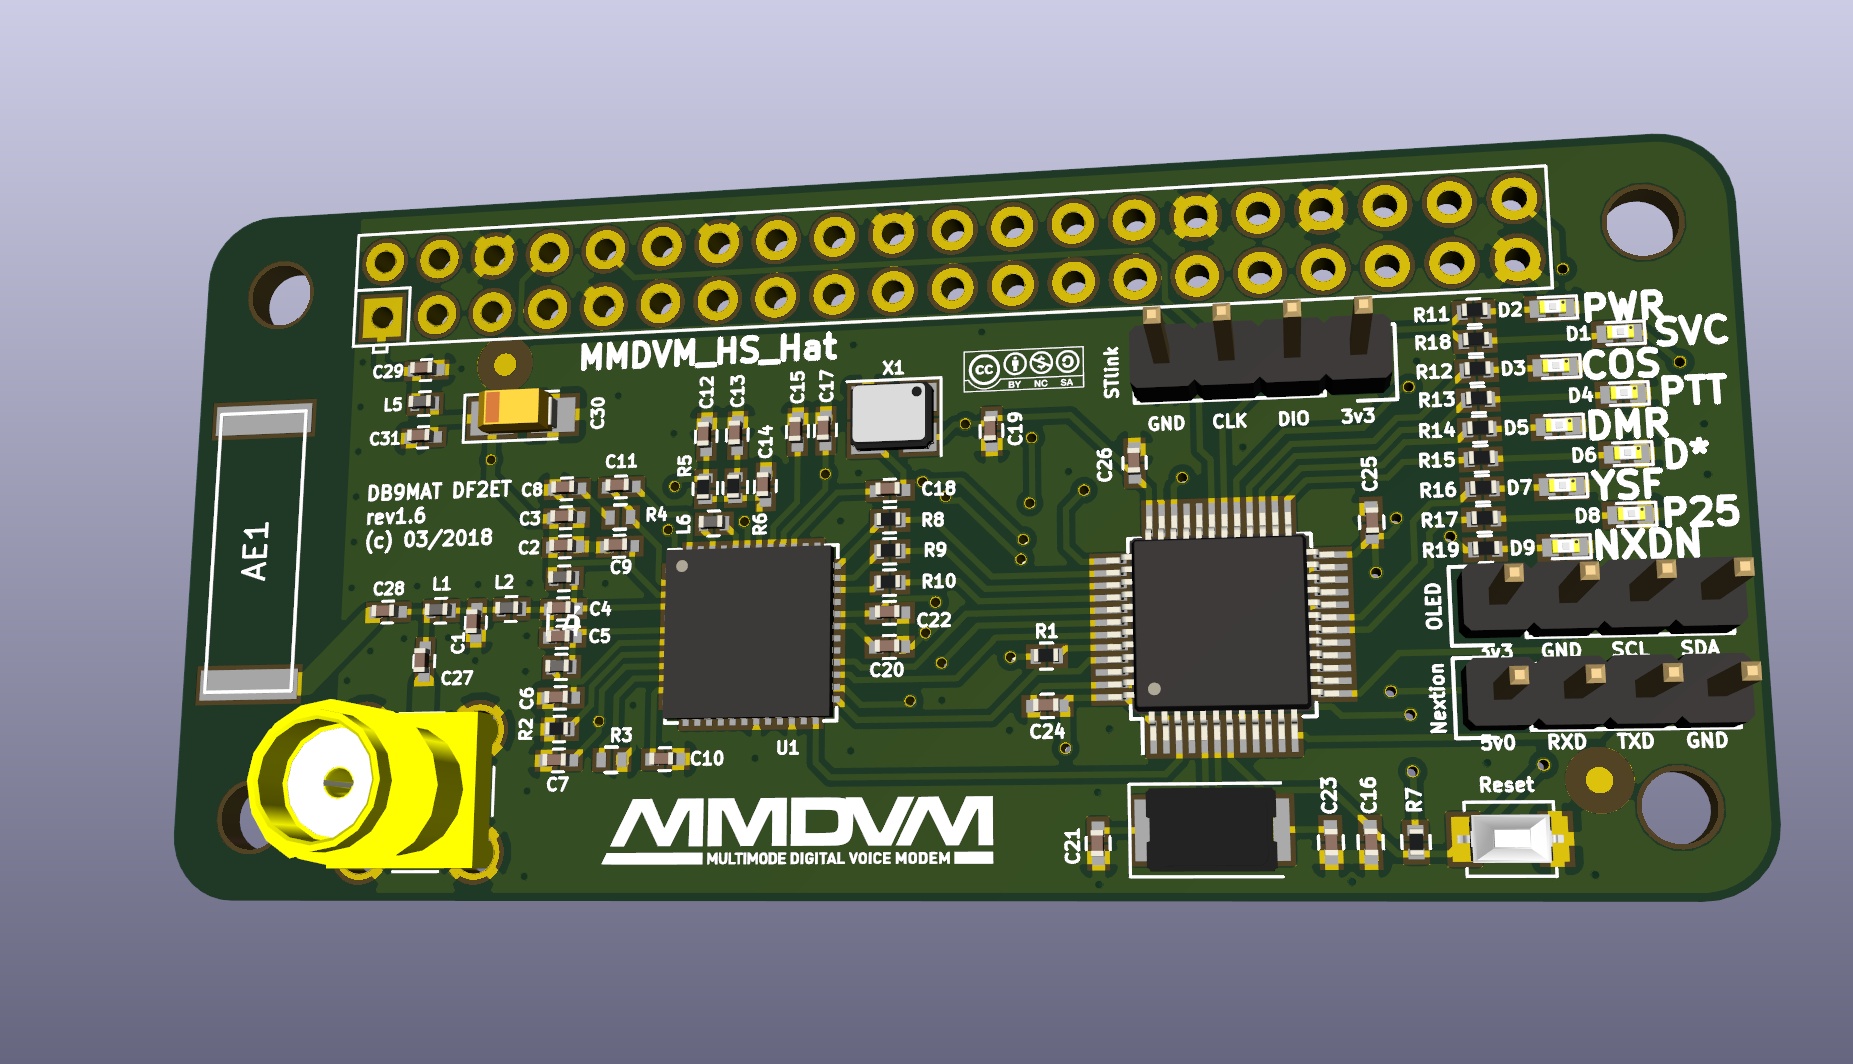 MMDVM_HS_Hat
X1
C29
L5
C31
C30
C12
C13
C15
C17
C14
C19
CC
BY NC SA
STlink
GND CLK DIO 3v3
R11
D2
PWR
R18
D1
SVC
R12
D3
COS
R13
D4
PTT
R14
D5
DMR
R15
D6
D*
R16
D7
YSF
R17
D8
P25
R19
D9
NXDN
C26
C25
AE1
DB9MAT DF2ET
rev1.6
(c) 03/2018
C8
C11
C3
R4
C2
C9
R5
L6
R6
C18
R8
R9
R10
C22
C20
C28
L1
L2
C4
C5
C1
C27
C6
R2
C7
R3
C10
U1
R1
C24
OLED
3v3 GND SCL SDA
Nextion
5v0 RXD TXD GND
Reset
MMDVM
MULTIMODE DIGITAL VOICE MODEM
C21
C23
C16
R7